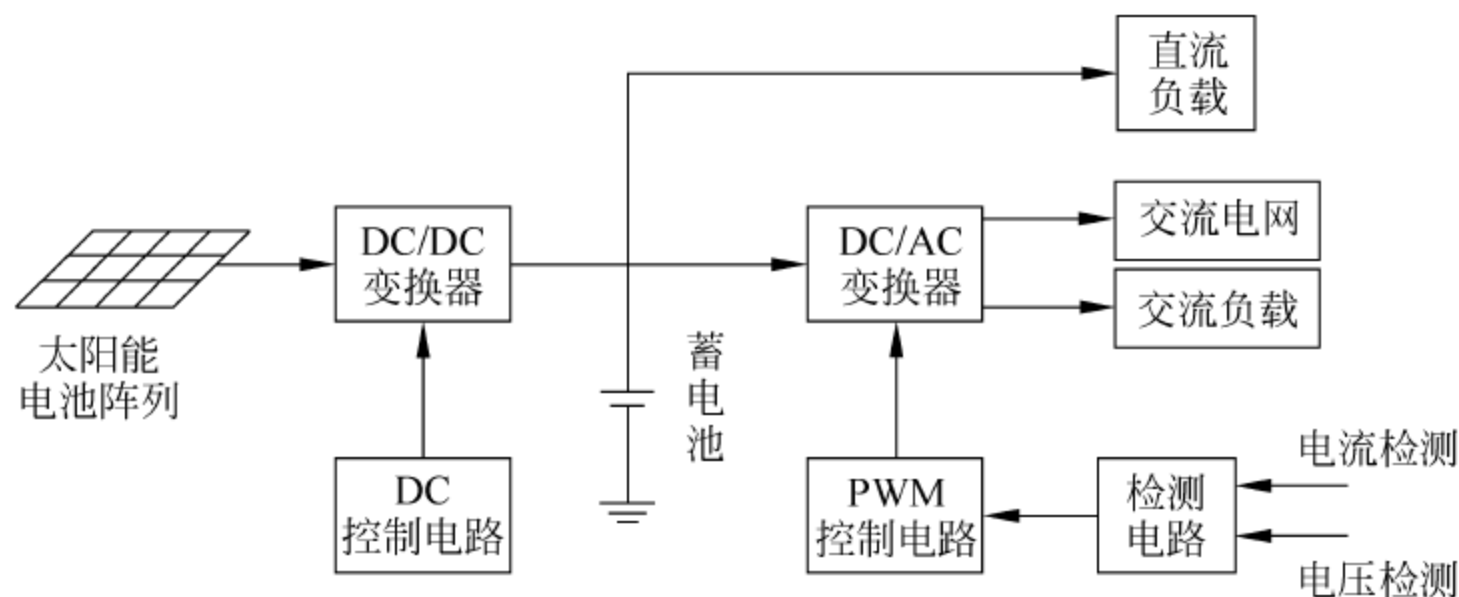 直流
负载
DC/DC
变换器
DC/AC
变换器
交流电网
交流负载
太阳能
电池阵列
蓄
电
池
DC
控制电路
PWM
控制电路
检测
电路
电流检测
电压检测